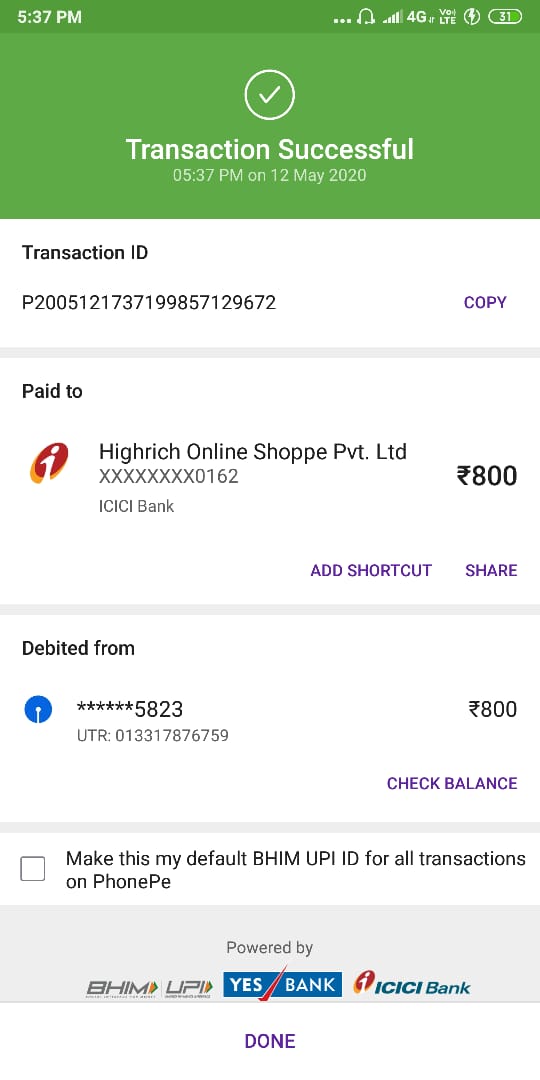 5:37 PM
... 4G Vo) LTE 31
Transaction Successful
05:37 PM on 12 May 2020
Transaction ID
P2005121737199857129672
COPY
Paid to
Highrich Online Shoppe Pvt. Ltd
XXXXXXXX0162
₹800
ICICI Bank
ADD SHORTCUT
SHARE
Debited from
******5823
₹800
UTR: 013317876759
CHECK BALANCE
Make this my default BHIM UPI ID for all transactions
on PhonePe
Powered by
BHIM UPI YES BANK ICICI Bank
DONE